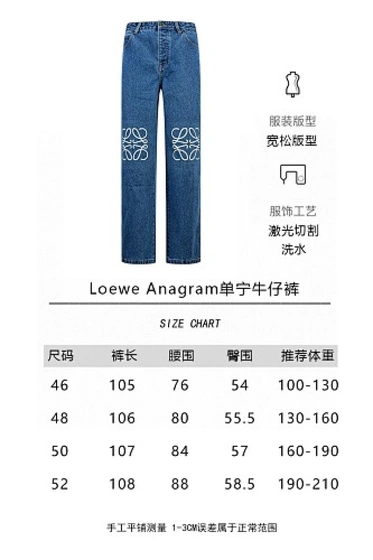 服装版型
宽松版型
服饰工艺
激光切割
洗水
Loewe Anagram单宁牛仔裤
SIZE CHART
尺码 裤长 腰围 臀围 推荐体重
46 105 76 54 100-130
48 106 80 55.5 130-160
50 107 84 57 160-190
52 108 88 58.5 190-210
手工平铺测量 1-3CM误差属于正常范围